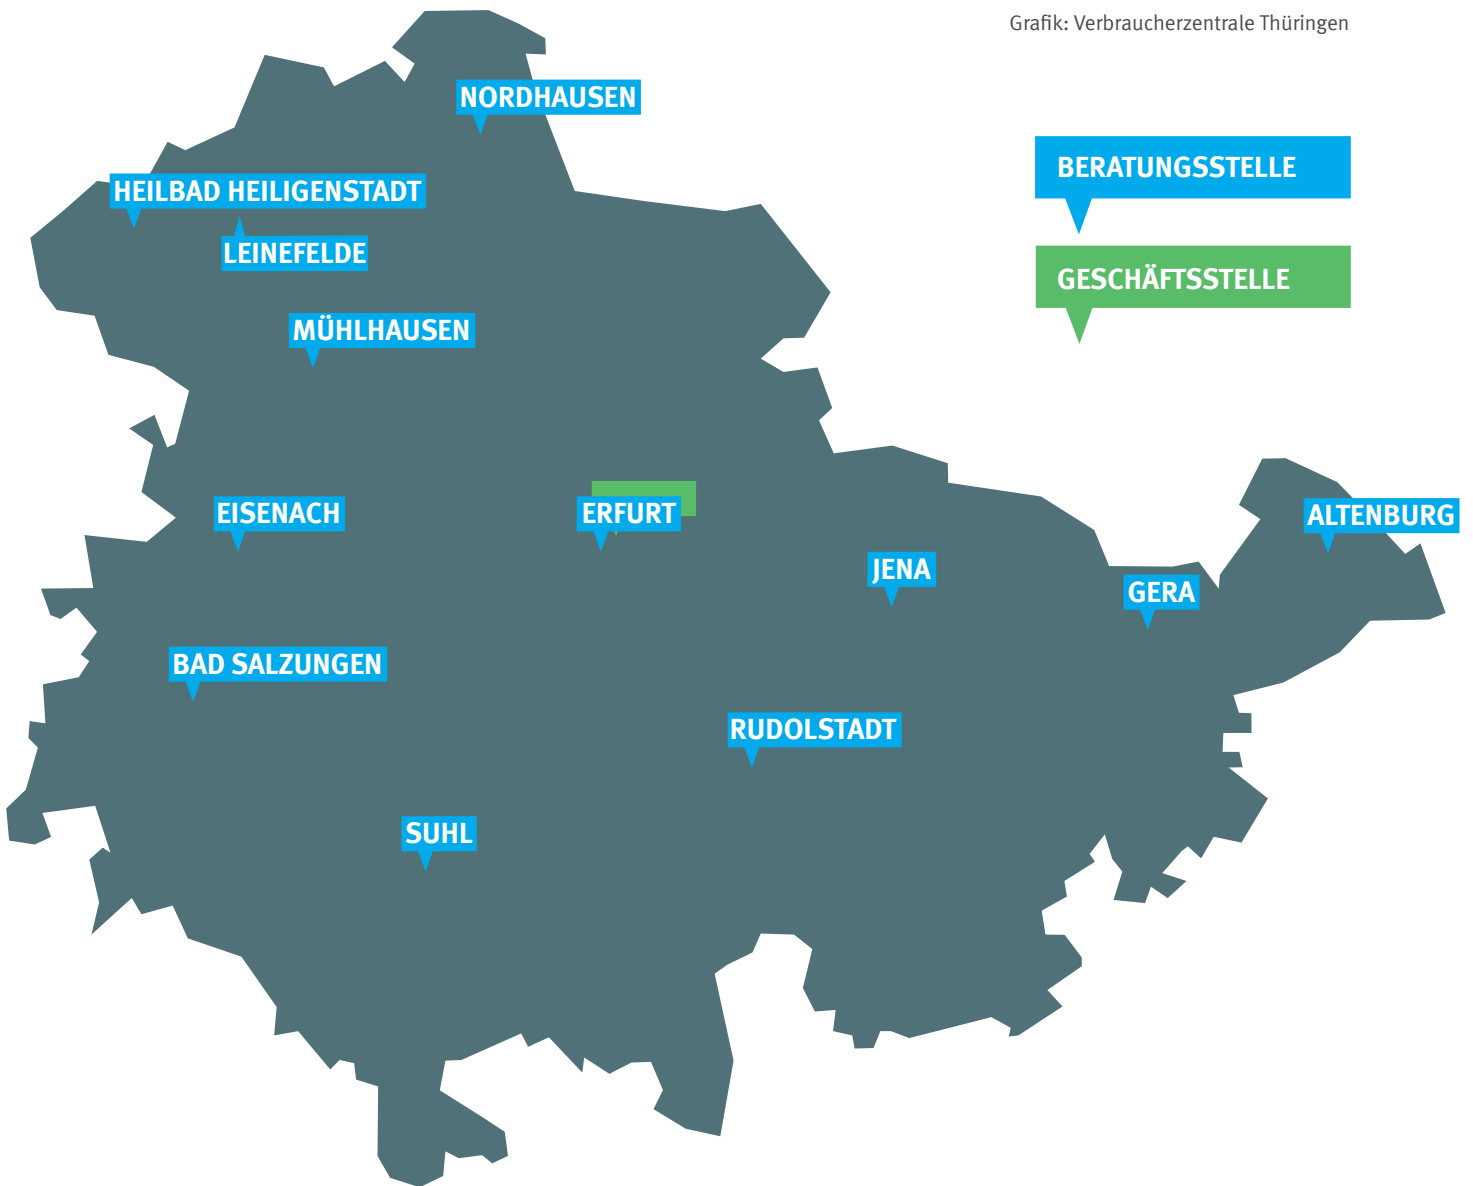 Grafik: Verbraucherzentrale Thüringen
NORDHAUSEN
BERATUNGSSTELLE
HEILBAD HEILIGENSTADT
LEINEFELDE
GESCHÄFTSSTELLE
MÜHLHAUSEN
EISENACH
ERFURT
ALTENBURG
JENA
GERA
BAD SALZUNGEN
RUDOLSTADT
SUHL